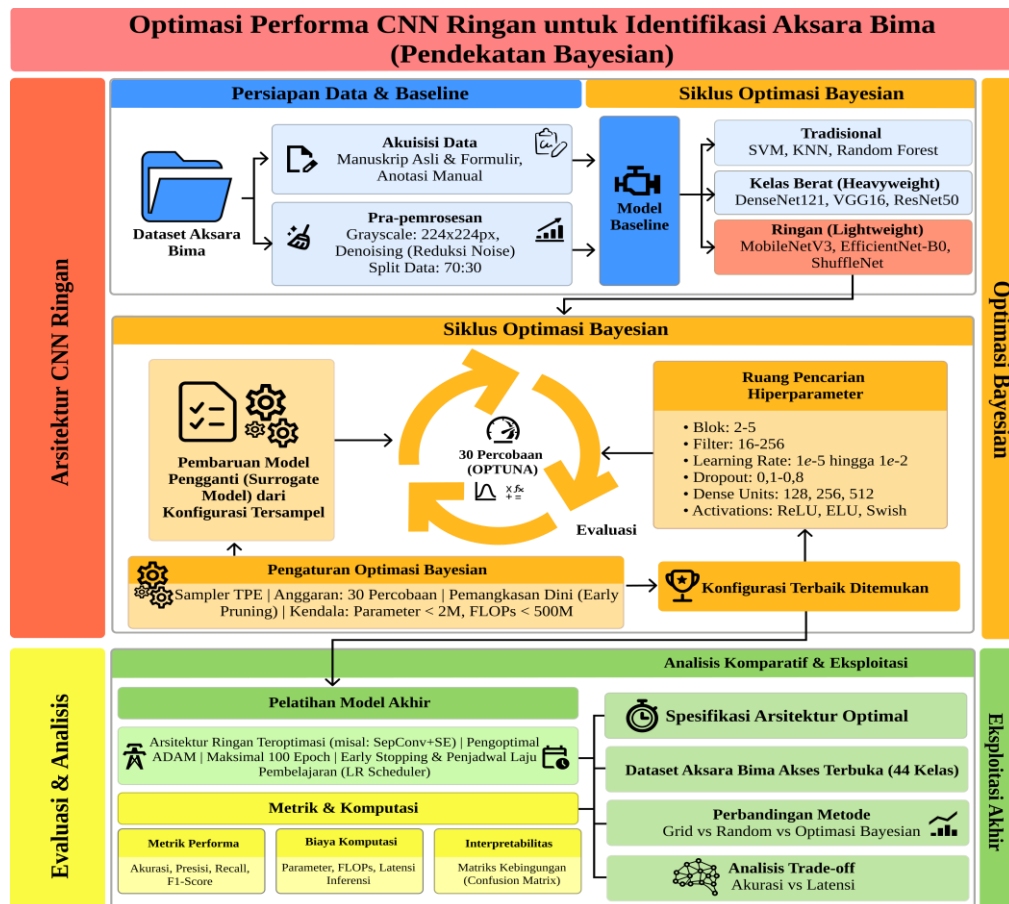 Optimasi Performa CNN Ringan untuk Identifikasi Aksara Bima
(Pendekatan Bayesian)
Arsitektur CNN Ringan
Persiapan Data & Baseline
Siklus Optimasi Bayesian
Optimasi Bayesian
Dataset Aksara
Bima
Akuisisi Data
Manuskrip Asli & Formulir,
Anotasi Manual
Pra-pemrosesan
Grayscale: 224x224px,
Denoising (Reduksi Noise)
Split Data: 70:30
Model
Baseline
Tradisional
SVM, KNN, Random Forest
Kelas Berat (Heavyweight)
DenseNet121, VGG16, ResNet50
Ringan (Lightweight)
MobileNetV3, EfficientNet-B0,
ShuffleNet
Siklus Optimasi Bayesian
Pembaruan Model
Pengganti (Surrogate
Model) dari
Konfigurasi Tersampel
30 Percobaan
(OPTUNA)
x fx
+ =
Evaluasi
Ruang Pencarian
Hiperparameter
• Blok: 2-5
• Filter: 16-256
• Learning Rate: 1e-5 hingga 1e-2
• Dropout: 0,1-0,8
• Dense Units: 128, 256, 512
• Activations: ReLU, ELU, Swish
Pengaturan Optimasi Bayesian
Sampler TPE | Anggaran: 30 Percobaan | Pemangkasan Dini (Early
Pruning) | Kendala: Parameter < 2M, FLOPs < 500M
Konfigurasi Terbaik Ditemukan
Evaluasi & Analisis
Analisis Komparatif & Eksploitasi
Eksploitasi Akhir
Pelatihan Model Akhir
Arsitektur Ringan Teroptimasi (misal: SepConv+SE) | Pengoptimal
ADAM | Maksimal 100 Epoch | Early Stopping & Penjadwal Laju
Pembelajaran (LR Scheduler)
Metrik & Komputasi
Metrik Performa
Akurasi, Presisi, Recall,
F1-Score
Biaya Komputasi
Parameter, FLOPs, Latensi
Inferensi
Interpretabilitas
Matriks Kebingungan
(Confusion Matrix)
Spesifikasi Arsitektur Optimal
Dataset Aksara Bima Akses Terbuka (44 Kelas)
Perbandingan Metode
Grid vs Random vs Optimasi Bayesian
Analisis Trade-off
Akurasi vs Latensi